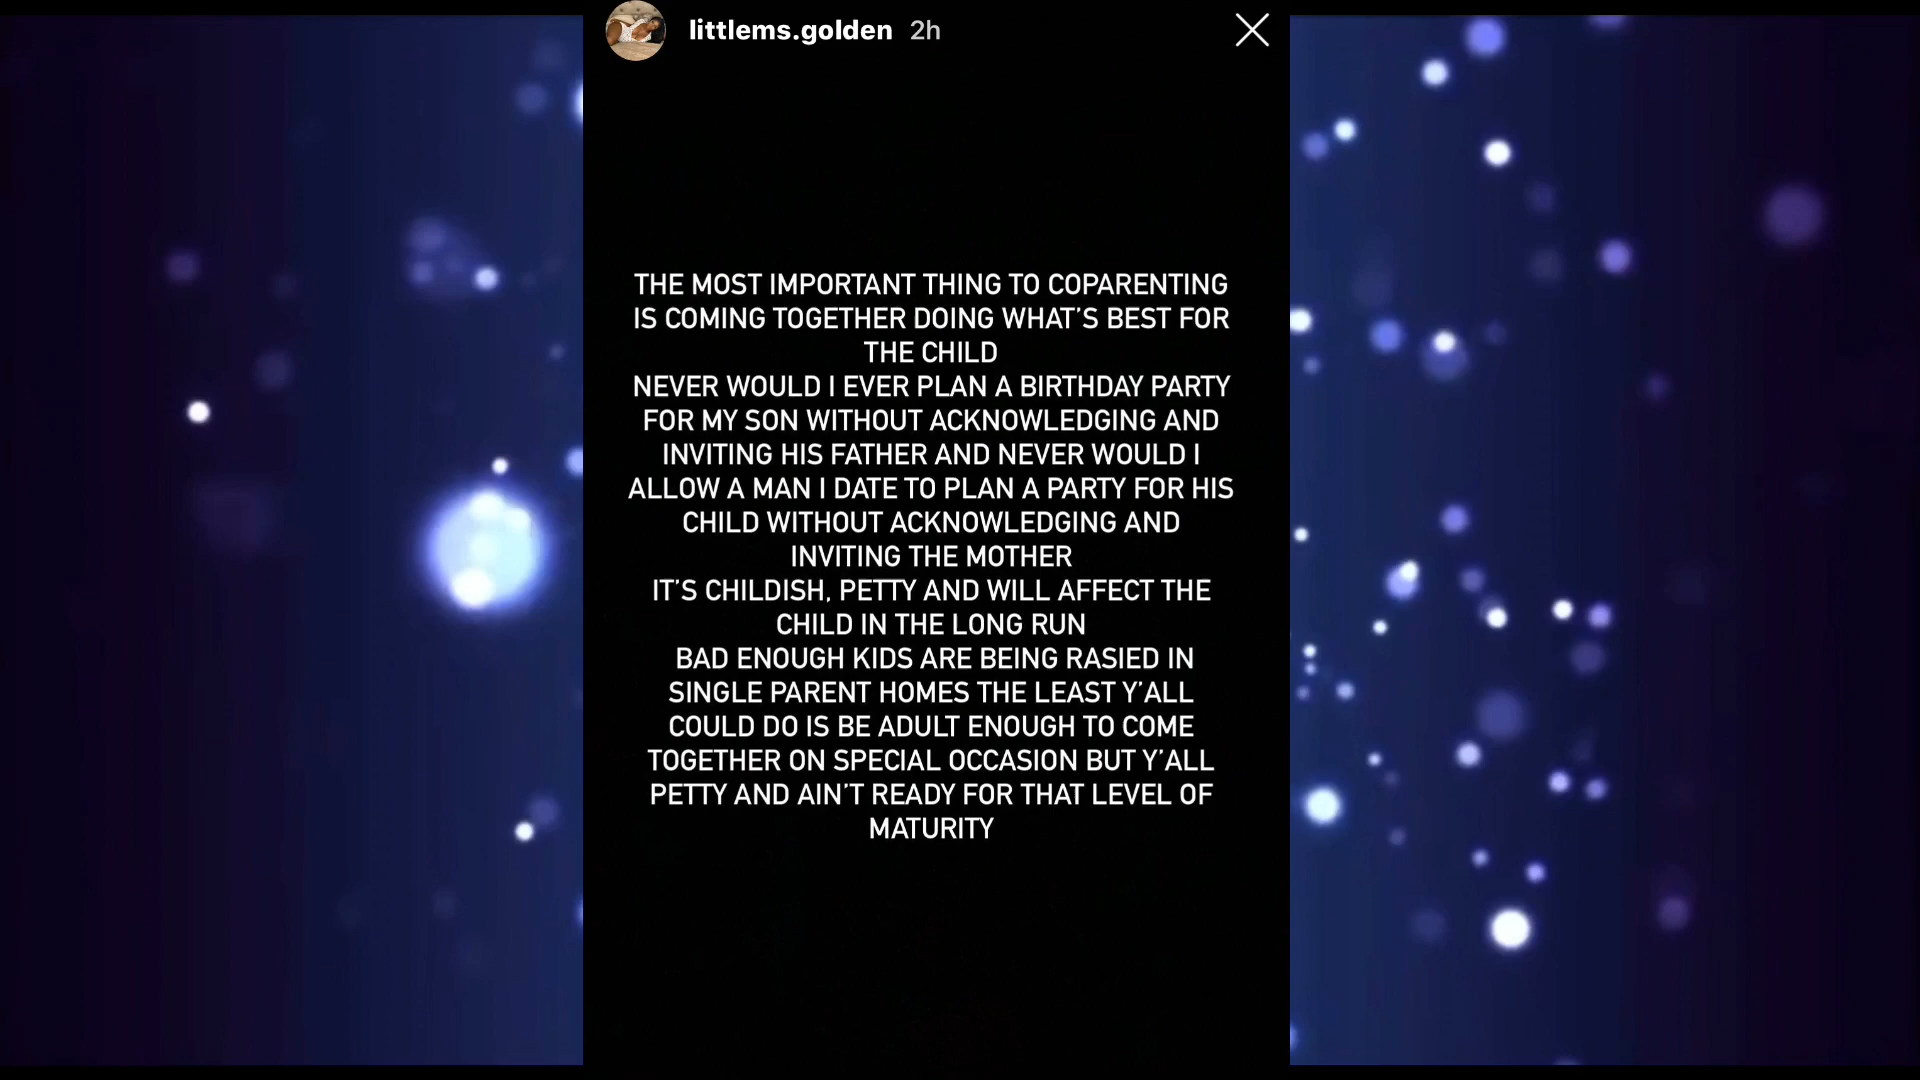 littlems.golden 2h
THE MOST IMPORTANT THING TO COPARENTING
IS COMING TOGETHER DOING WHAT'S BEST FOR
THE CHILD
NEVER WOULD I EVER PLAN A BIRTHDAY PARTY
FOR MY SON WITHOUT ACKNOWLEDGING AND
INVITING HIS FATHER AND NEVER WOULD I
ALLOW A MAN I DATE TO PLAN A PARTY FOR HIS
CHILD WITHOUT ACKNOWLEDGING AND
INVITING THE MOTHER
IT'S CHILDISH, PETTY AND WILL AFFECT THE
CHILD IN THE LONG RUN
BAD ENOUGH KIDS ARE BEING RASIED IN
SINGLE PARENT HOMES THE LEAST Y'ALL
COULD DO IS BE ADULT ENOUGH TO COME
TOGETHER ON SPECIAL OCCASION BUT Y'ALL
PETTY AND AIN'T READY FOR THAT LEVEL OF
MATURITY